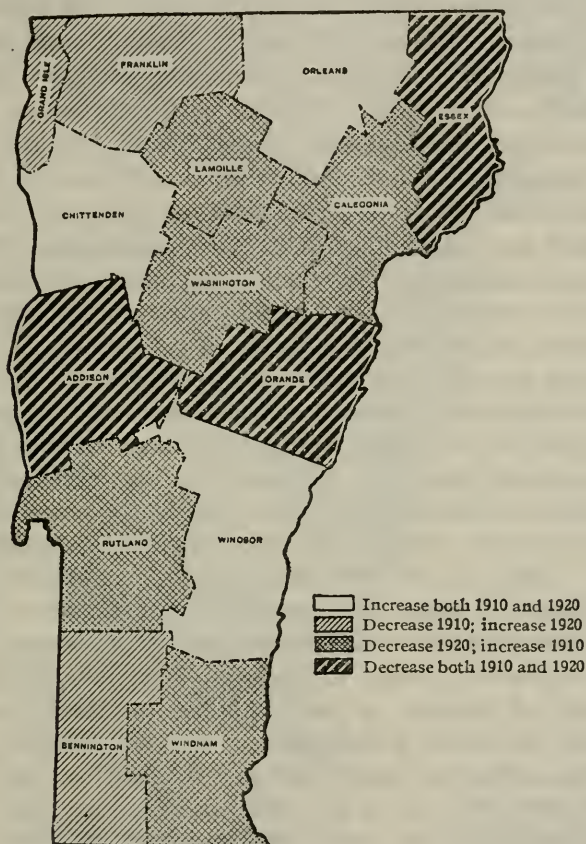 GRAND ISLE
FRANKLIN
ORLEANS
ESSEX
LAMOILLE
CALEDONIA
CHITTENDEN
WASHINGTON
ADDISON
ORANGE
RUTLAND
WINDSOR
Increase both 1910 and 1920
Decrease 1910; increase 1920
Decrease 1920; increase 1910
Decrease both 1910 and 1920
BENNINGTON
WINDHAM